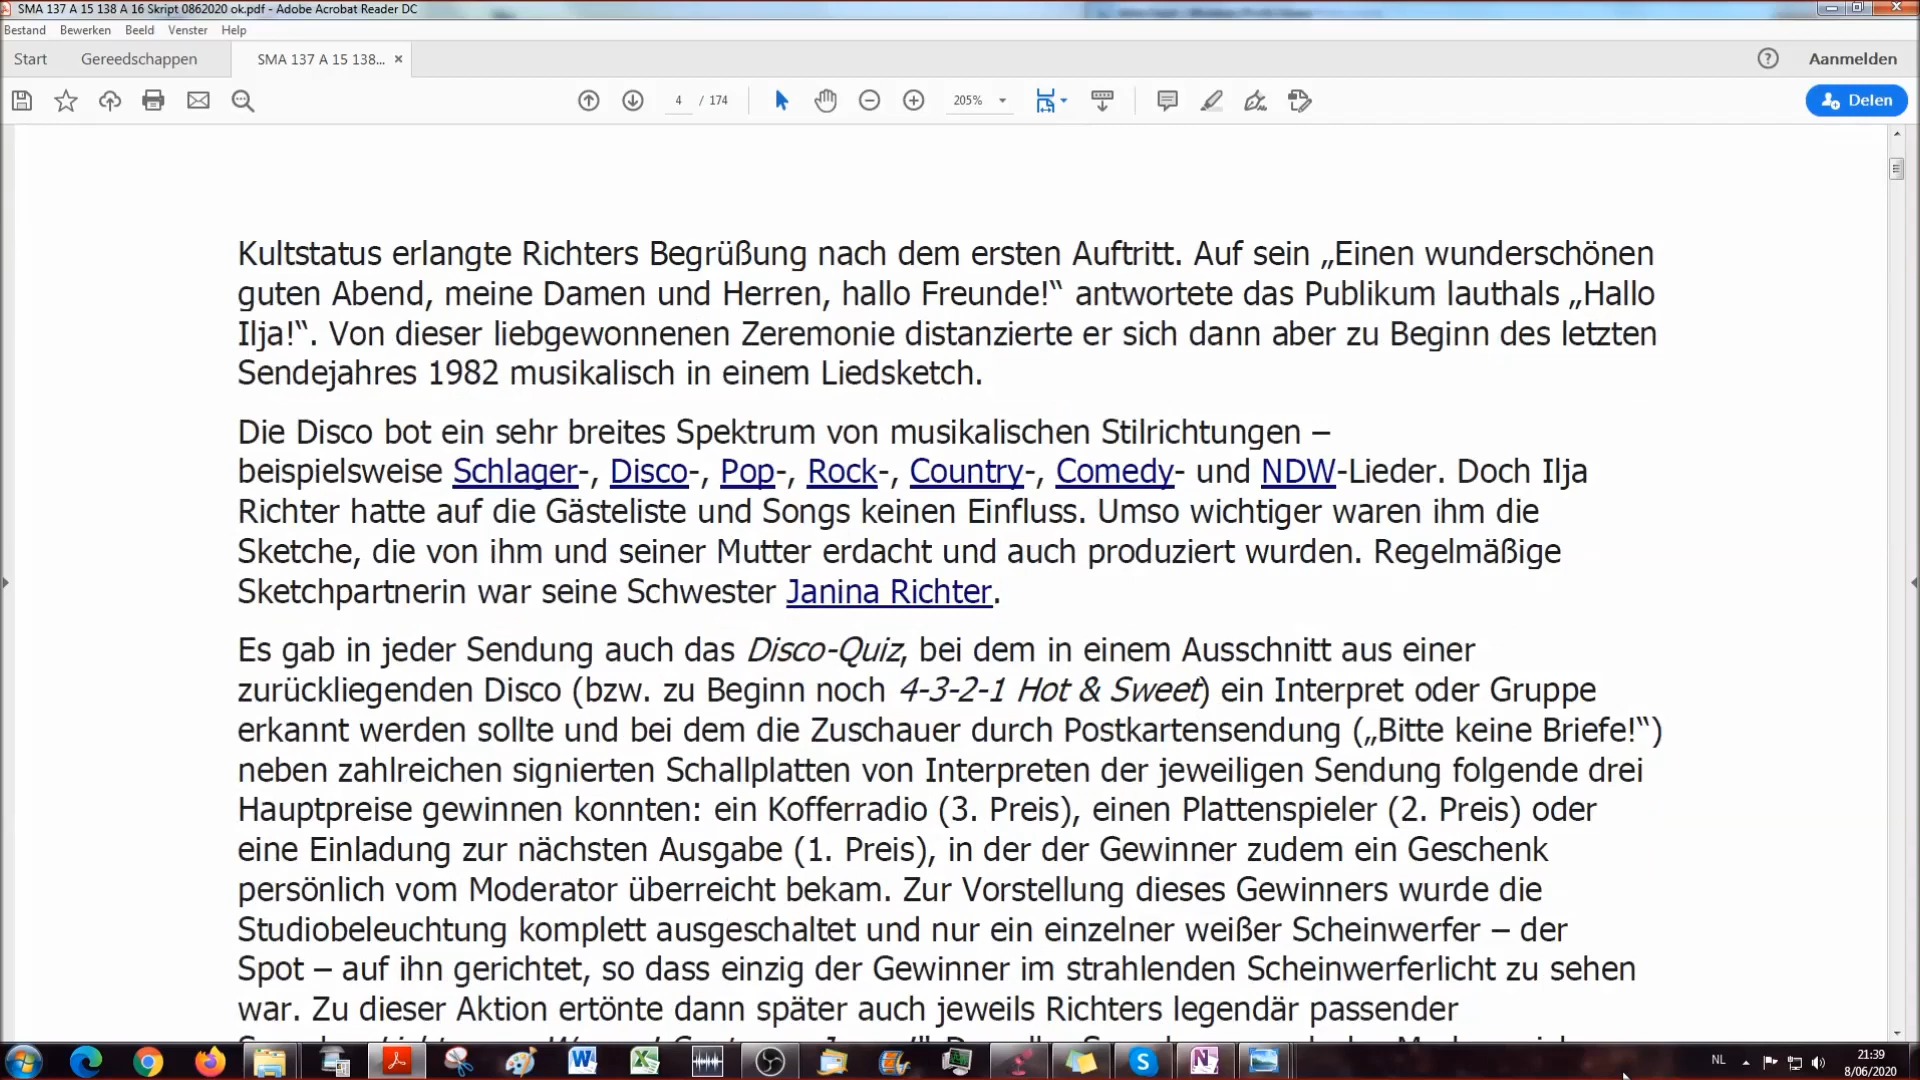 SMA 137 A 15 138 A 16 Skript 0862020 ok.pdf - Adobe Acrobat Reader DC
Bestand Bewerken Beeld Venster Help
Start Gereedschappen SMA 137 A 15 138... × Aanmelden
4 / 174 205% Delen
Kultstatus erlangte Richters Begrüßung nach dem ersten Auftritt. Auf sein „Einen wunderschönen
guten Abend, meine Damen und Herren, hallo Freunde!“ antwortete das Publikum lauthals „Hallo
Ilja!“. Von dieser liebgewonnenen Zeremonie distanzierte er sich dann aber zu Beginn des letzten
Sendejahres 1982 musikalisch in einem Liedsketch.
Die Disco bot ein sehr breites Spektrum von musikalischen Stilrichtungen –
beispielsweise Schlager-, Disco-, Pop-, Rock-, Country-, Comedy- und NDW-Lieder. Doch Ilja
Richter hatte auf die Gästeliste und Songs keinen Einfluss. Umso wichtiger waren ihm die
Sketche, die von ihm und seiner Mutter erdacht und auch produziert wurden. Regelmäßige
Sketchpartnerin war seine Schwester Janina Richter.
Es gab in jeder Sendung auch das Disco-Quiz, bei dem in einem Ausschnitt aus einer
zurückliegenden Disco (bzw. zu Beginn noch 4-3-2-1 Hot & Sweet) ein Interpret oder Gruppe
erkannt werden sollte und bei dem die Zuschauer durch Postkartensendung („Bitte keine Briefe!“)
neben zahlreichen signierten Schallplatten von Interpreten der jeweiligen Sendung folgende drei
Hauptpreise gewinnen konnten: ein Kofferradio (3. Preis), einen Plattenspieler (2. Preis) oder
eine Einladung zur nächsten Ausgabe (1. Preis), in der der Gewinner zudem ein Geschenk
persönlich vom Moderator überreicht bekam. Zur Vorstellung dieses Gewinners wurde die
Studiobeleuchtung komplett ausgeschaltet und nur ein einzelner weißer Scheinwerfer – der
Spot – auf ihn gerichtet, so dass einzig der Gewinner im strahlenden Scheinwerferlicht zu sehen
war. Zu dieser Aktion ertönte dann später auch jeweils Richters legendär passender
NL 21:39
8/06/2020